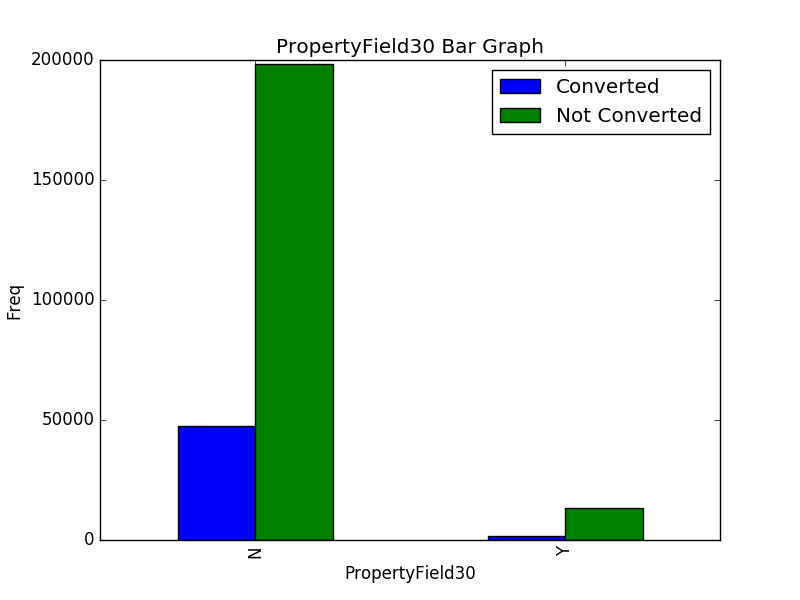 PropertyField30 Bar Graph
200000
150000
100000
50000
0
Freq
Converted
Not Converted
N
Y
PropertyField30